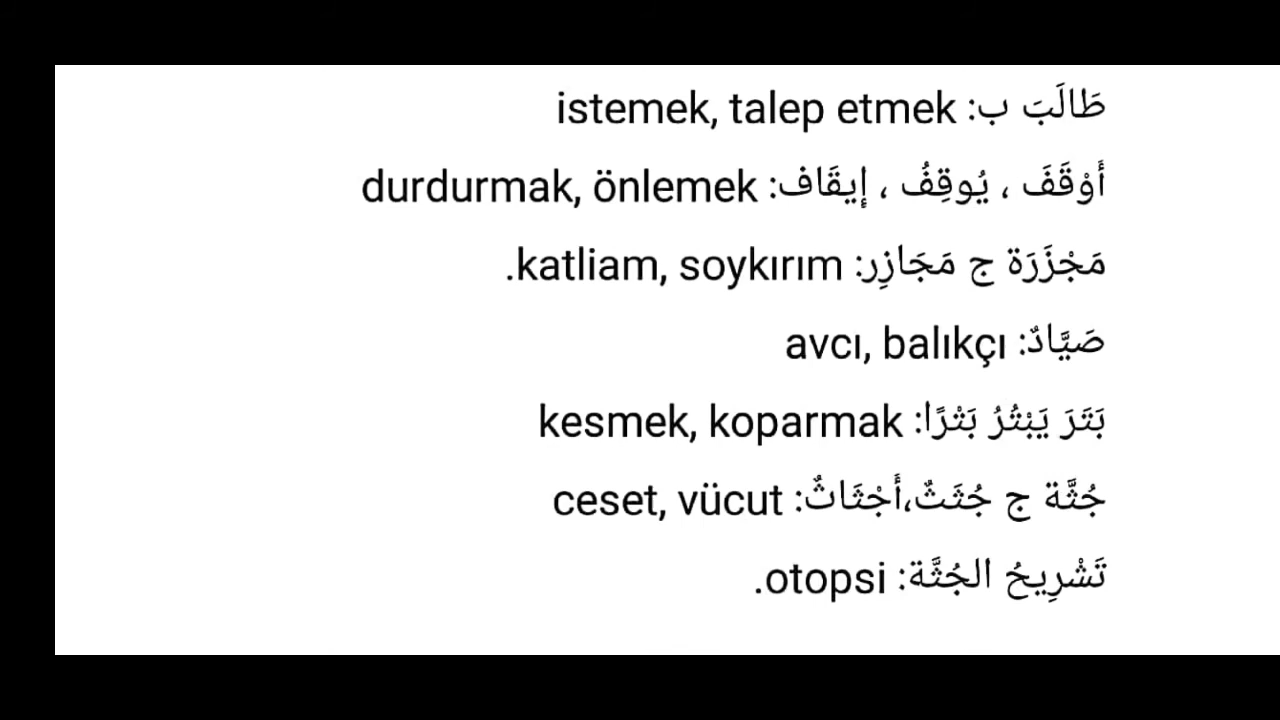 طَالَبَ ب: istemek, talep etmek
أَوْقَفَ ، يُوقِفُ ، إيقَاف: durdurmak, önlemek
مَجْزَرَة ج مَجَازِر: katliam, soykırım.
صَيَّادٌ: avcı, balıkçı
بَتَرَ يَبْتُرُ بَتْرًا: kesmek, koparmak
جُثَّة ج جُثَثٌ،أَجْثَاثٌ: ceset, vücut
تَشْرِيحُ الجُثَّة: otopsi.